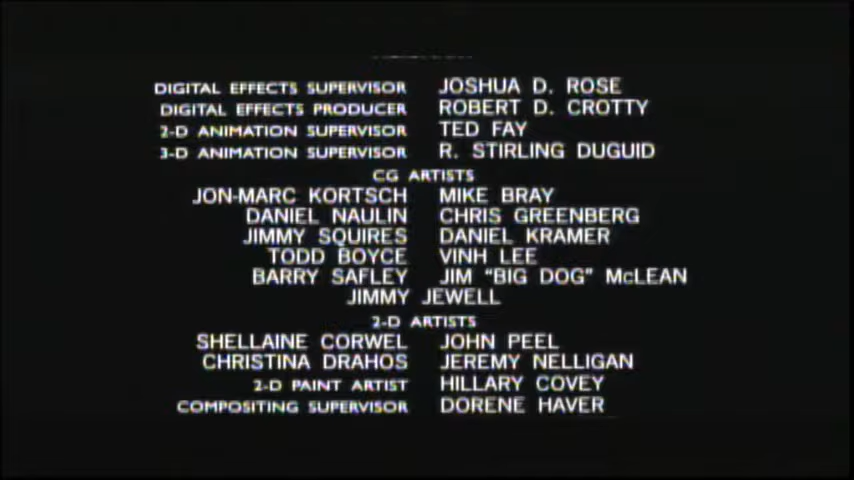 DIGITAL EFFECTS SUPERVISOR JOSHUA D. ROSE
DIGITAL EFFECTS PRODUCER ROBERT D. CROTTY
2-D ANIMATION SUPERVISOR TED FAY
3-D ANIMATION SUPERVISOR R. STIRLING DUGUID
CG ARTISTS
JON-MARC KORTSCH MIKE BRAY
DANIEL NAULIN CHRIS GREENBERG
JIMMY SQUIRES DANIEL KRAMER
TODD BOYCE VINH LEE
BARRY SAFLEY JIM "BIG DOG" McLEAN
JIMMY JEWELL
2-D ARTISTS
SHELLAINE CORWEL JOHN PEEL
CHRISTINA DRAHOS JEREMY NELLIGAN
2-D PAINT ARTIST HILLARY COVEY
COMPOSITING SUPERVISOR DORENE HAVER